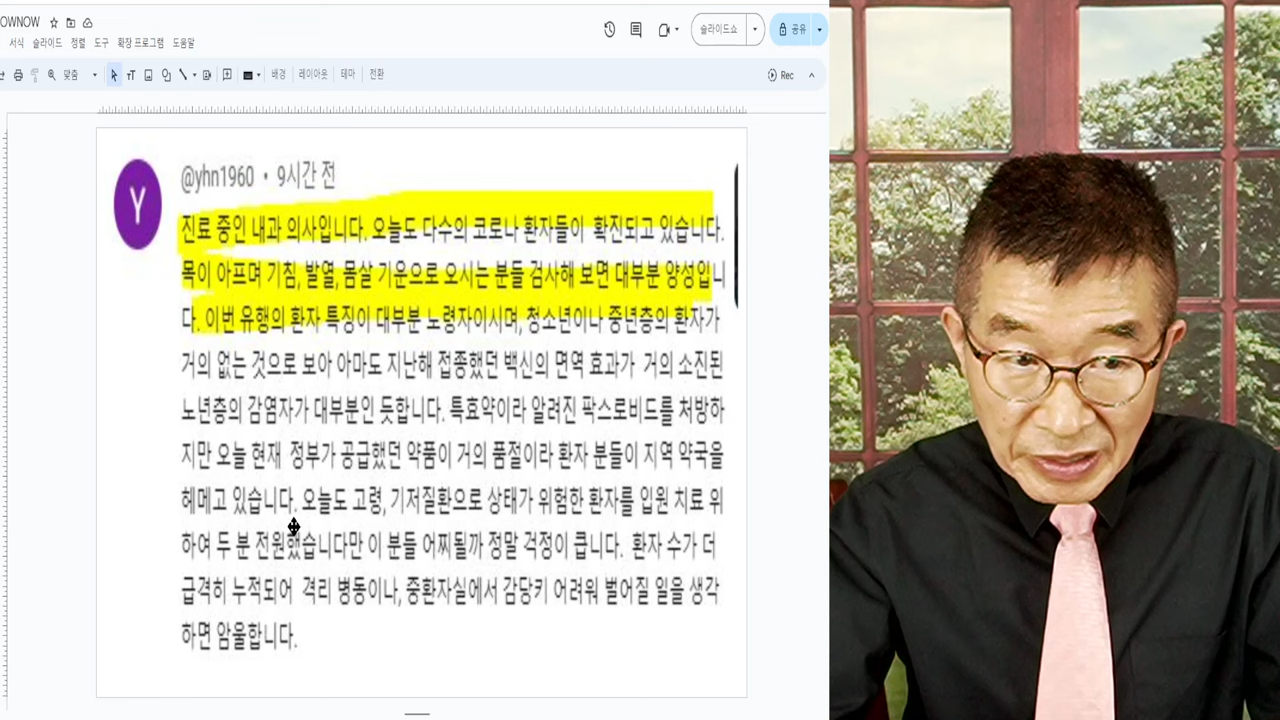 OWNOW
서식 슬라이드 정렬 도구 확장 프로그램 도움말
슬라이드쇼
공유
맞춤
배경 레이아웃 테마 전환
Rec
Y
@yhn1960 • 9시간 전
진료 중인 내과 의사입니다. 오늘도 다수의 코로나 환자들이 확진되고 있습니다.
목이 아프며 기침, 발열, 몸살 기운으로 오시는 분들 검사해 보면 대부분 양성입니
다. 이번 유행의 환자 특징이 대부분 노령자이시며, 청소년이나 중년층의 환자가
거의 없는 것으로 보아 아마도 지난해 접종했던 백신의 면역 효과가 거의 소진된
노년층의 감염자가 대부분인 듯합니다. 특효약이라 알려진 팍스로비드를 처방하
지만 오늘 현재 정부가 공급했던 약품이 거의 품절이라 환자 분들이 지역 약국을
헤메고 있습니다. 오늘도 고령, 기저질환으로 상태가 위험한 환자를 입원 치료 위
하여 두 분 전원했습니다만 이 분들 어찌될까 정말 걱정이 큽니다. 환자 수가 더
급격히 누적되어 격리 병동이나, 중환자실에서 감당키 어려워 벌어질 일을 생각
하면 암울합니다.